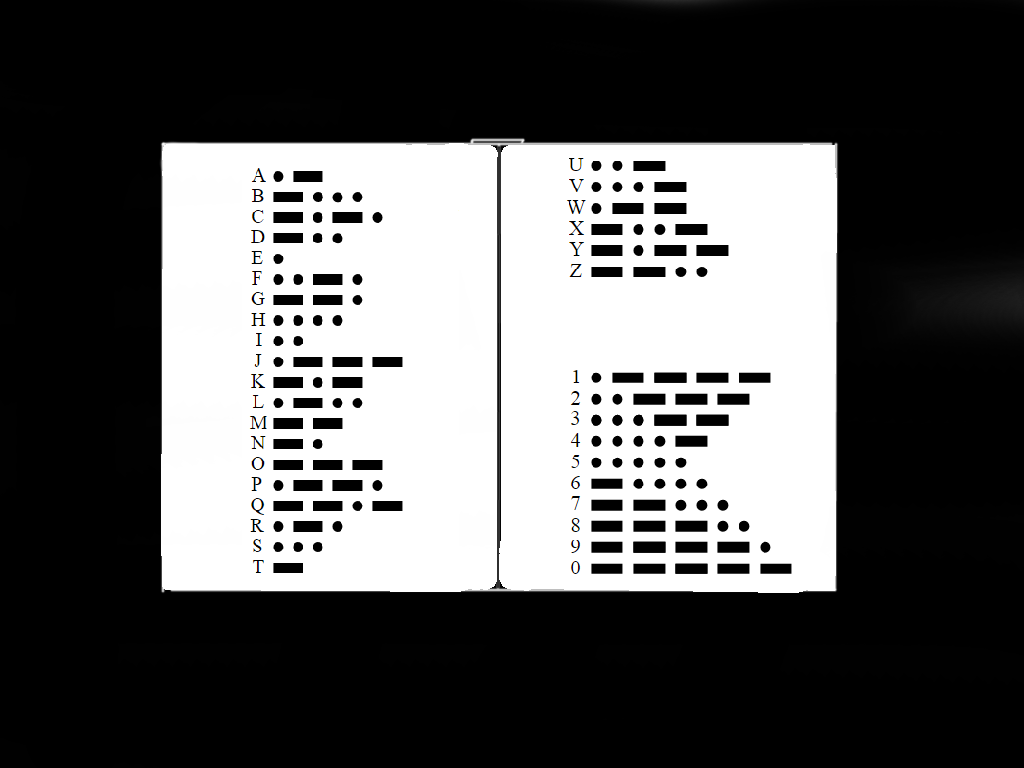 A • —
B — • • •
C — • — •
D — • •
E •
F • • — •
G — — •
H • • • •
I • •
J • — — —
K — • —
L • — • •
M — —
N — •
O — — —
P • — — •
Q — — • —
R • — •
S • • •
T —
U • • —
V • • • —
W • — —
X — • • —
Y — • — —
Z — — • •
1 • — — — —
2 • • — — —
3 • • • — —
4 • • • • —
5 • • • • •
6 — • • • •
7 — — • • •
8 — — — • •
9 — — — — •
0 — — — — —